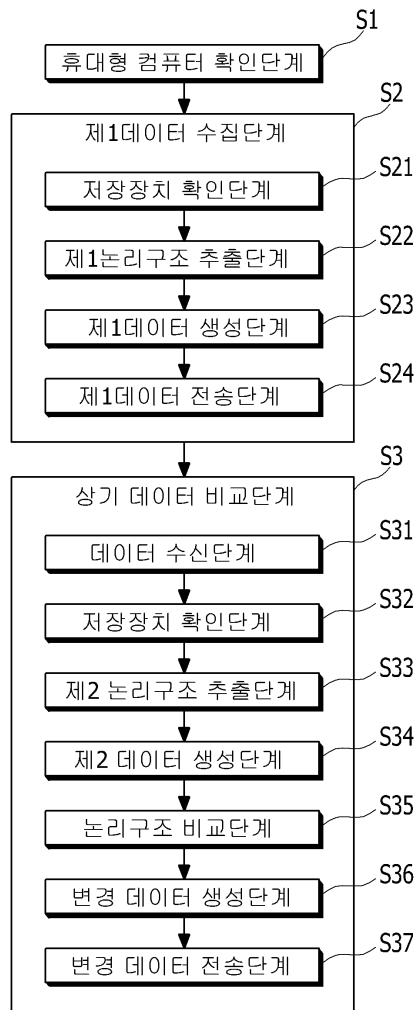 S1
휴대형 컴퓨터 확인단계
S2
제1데이터 수집단계
S21
저장장치 확인단계
S22
제1논리구조 추출단계
S23
제1데이터 생성단계
S24
제1데이터 전송단계
S3
상기 데이터 비교단계
S31
데이터 수신단계
S32
저장장치 확인단계
S33
제2 논리구조 추출단계
S34
제2 데이터 생성단계
S35
논리구조 비교단계
S36
변경 데이터 생성단계
S37
변경 데이터 전송단계